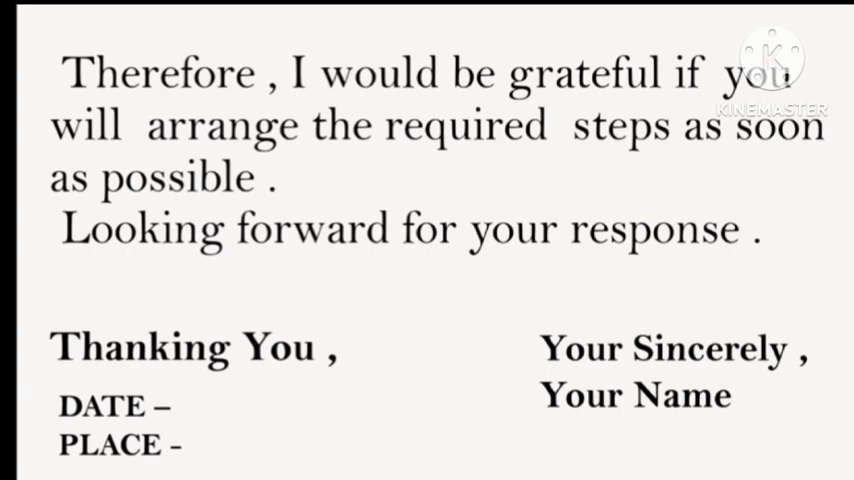 Therefore , I would be grateful if you
will arrange the required steps as soon
as possible .
Looking forward for your response .
Thanking You ,
Your Sincerely ,
Your Name
DATE –
PLACE -
K
KINEMASTER